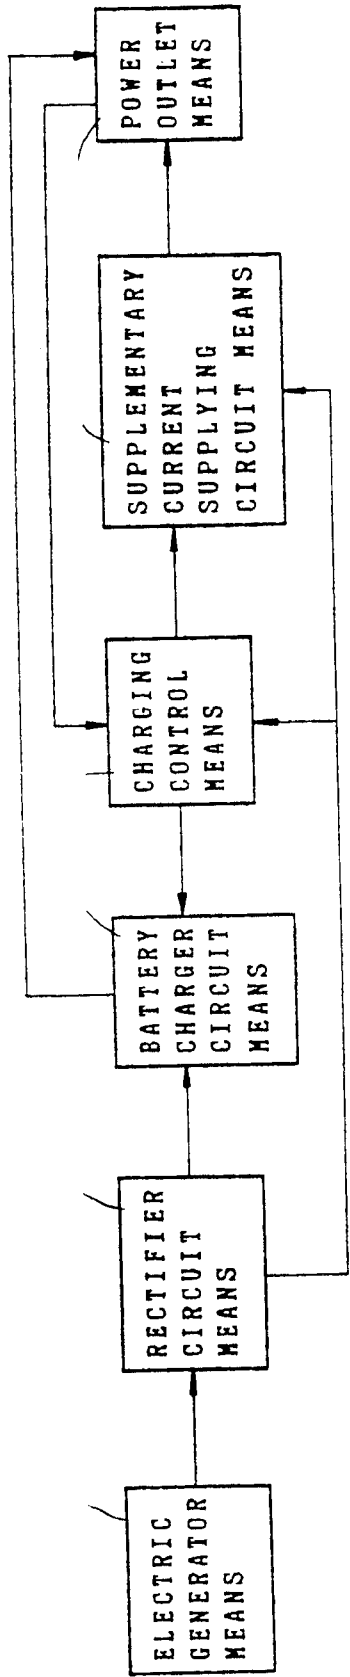 ELECTRIC
GENERATOR
MEANS
RECTIFIER
CIRCUIT
MEANS
BATTERY
CHARGER
CIRCUIT
MEANS
CHARGING
CONTROL
MEANS
SUPPLEMENTARY
CURRENT
SUPPLYING
CIRCUIT MEANS
POWER
OUTLET
MEANS